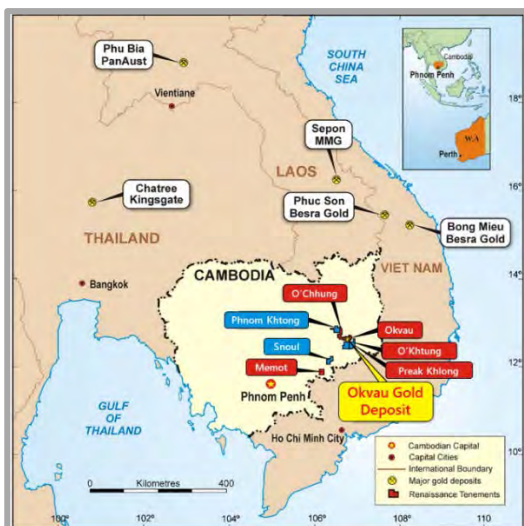 Phu Bia
PanAust
Vientiane
SOUTH
CHINA
SEA
Cambodia
Phnom Penh
W.A
Perth
18°
Sepon
MMG
LAOS
16°
Chatree
Kingsgate
Phuc Son
Besra Gold
Bong Mieu
Besra Gold
THAILAND
VIET NAM
14°
CAMBODIA
Bangkok
O'Chhung
Phnom Khtong
Okvau
Snoul
O'Khtung
Memot
Preak Khlong
12°
Phnom Penh
Okvau Gold
Deposit
GULF
OF
THAILAND
Ho Chi Minh City
10°
Kilometres
0
200
400
Cambodian Capital
Capital Cities
International Boundary
Major gold deposits
Renaissance Tenements
100°
102°
104°
106°
108°